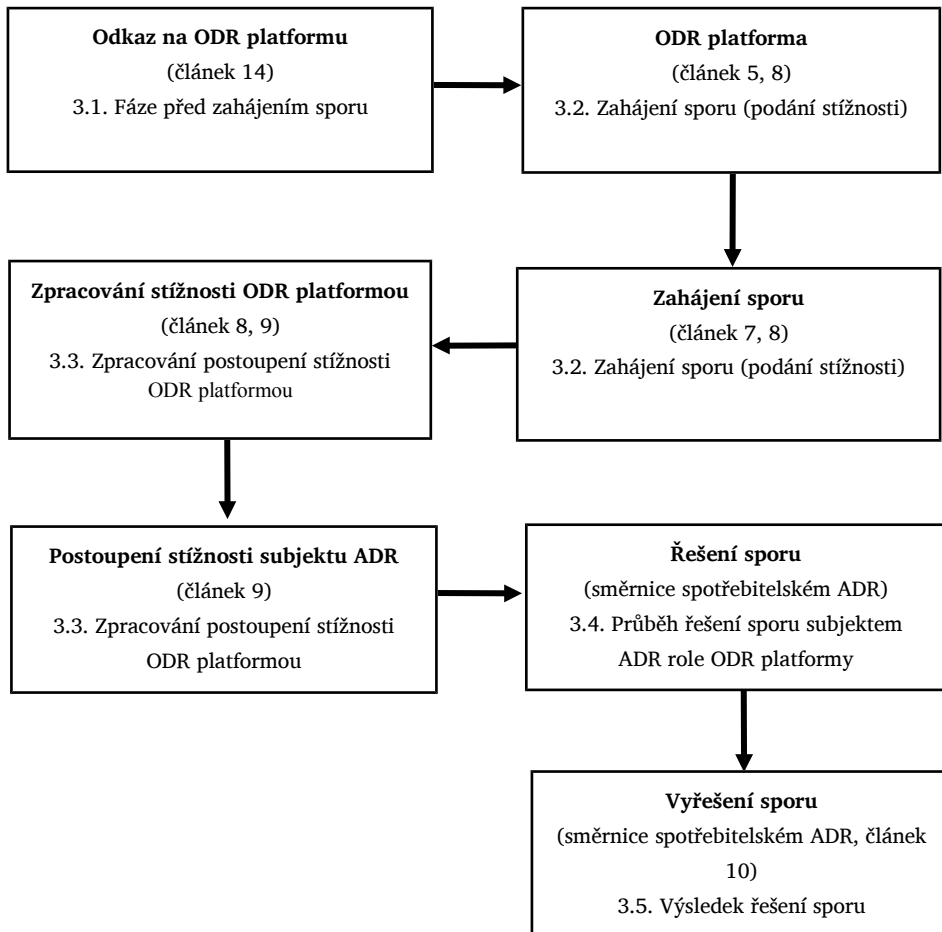 Odkaz na ODR platformu
(článek 14)
3.1. Fáze před zahájením sporu
ODR platforma
(článek 5, 8)
3.2. Zahájení sporu (podání stížnosti)
Zahájení sporu
(článek 7, 8)
3.2. Zahájení sporu (podání stížnosti)
Zpracování stížnosti ODR platformou
(článek 8, 9)
3.3. Zpracování postoupení stížnosti
ODR platformou
Postoupení stížnosti subjektu ADR
(článek 9)
3.3. Zpracování postoupení stížnosti
ODR platformou
Řešení sporu
(směrnice spotřebitelském ADR)
3.4. Průběh řešení sporu subjektem
ADR role ODR platformy
Vyřešení sporu
(směrnice spotřebitelském ADR, článek
10)
3.5. Výsledek řešení sporu